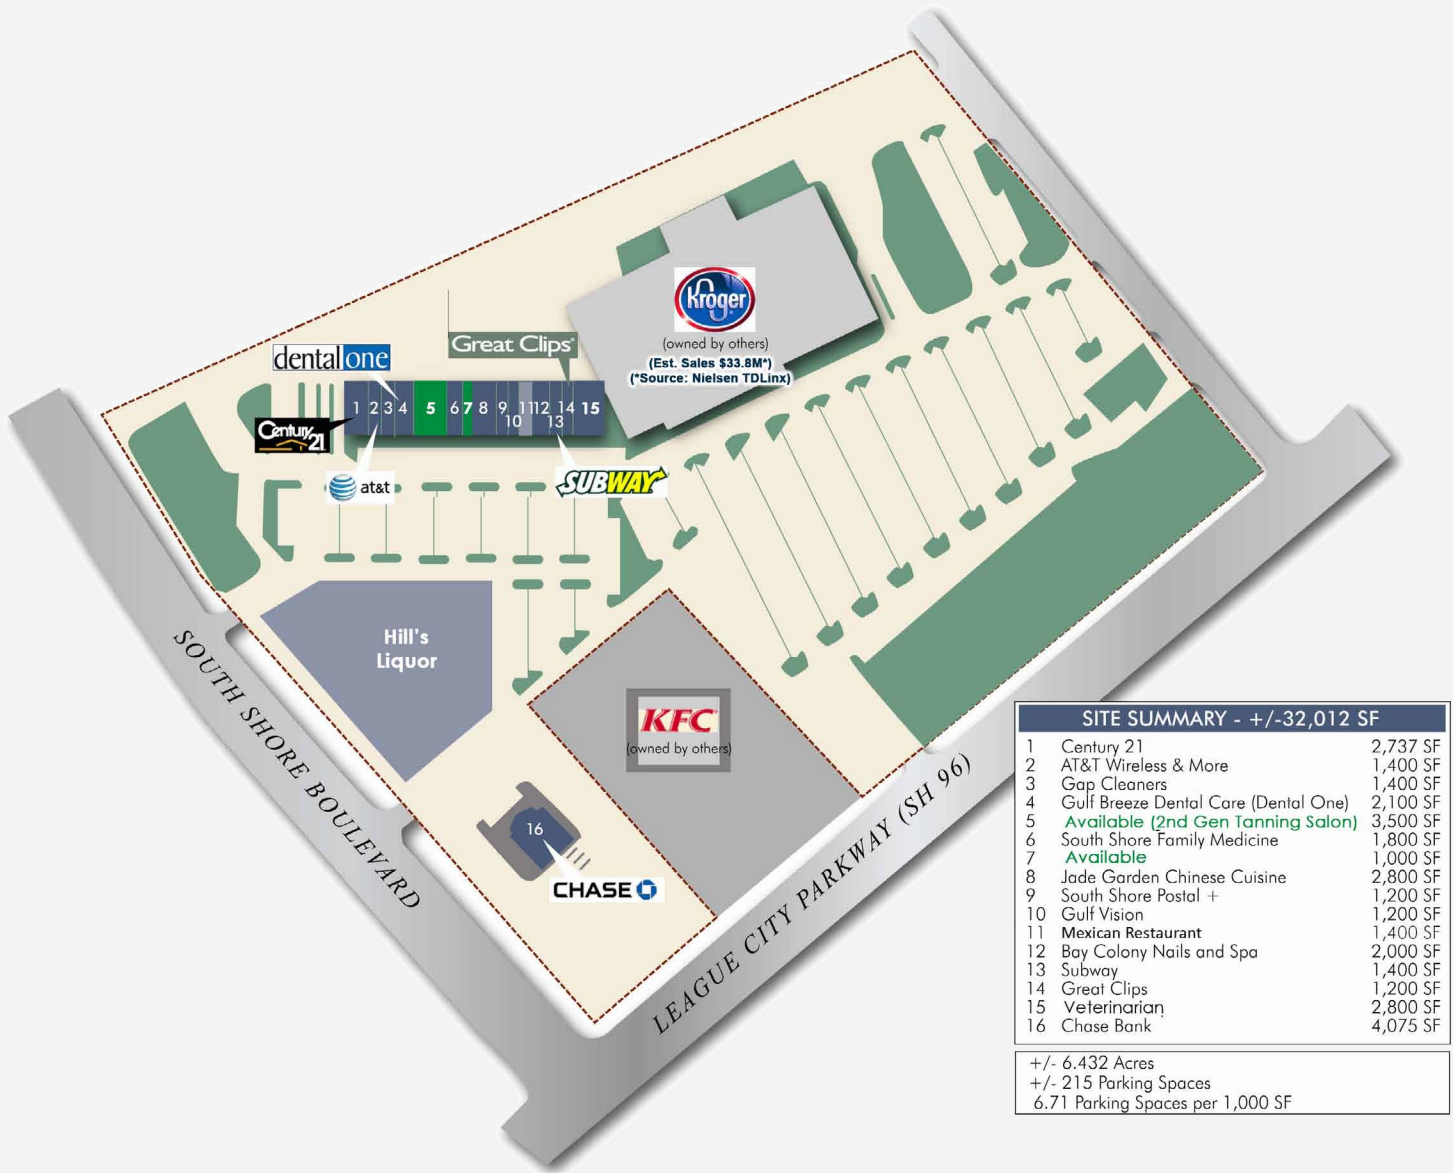 Kroger
(owned by others)
(Est. Sales $33.8M*)
(*Source: Nielsen TDLinx)
Great Clips
dentalone
Century 21
1 2 3 4 5 6 7 8 9 10 11 12 13 14 15
at&t
SUBWAY
Hill's
Liquor
KFC
(owned by others)
16
CHASE
SOUTH SHORE BOULEVARD
LEAGUE CITY PARKWAY (SH 96)
SITE SUMMARY - +/-32,012 SF
1 Century 21 2,737 SF
2 AT&T Wireless & More 1,400 SF
3 Gap Cleaners 1,400 SF
4 Gulf Breeze Dental Care (Dental One) 2,100 SF
5 Available (2nd Gen Tanning Salon) 3,500 SF
6 South Shore Family Medicine 1,800 SF
7 Available 1,000 SF
8 Jade Garden Chinese Cuisine 2,800 SF
9 South Shore Postal + 1,200 SF
10 Gulf Vision 1,200 SF
11 Mexican Restaurant 1,400 SF
12 Bay Colony Nails and Spa 2,000 SF
13 Subway 1,400 SF
14 Great Clips 1,200 SF
15 Veterinarian 2,800 SF
16 Chase Bank 4,075 SF
+/- 6.432 Acres
+/- 215 Parking Spaces
6.71 Parking Spaces per 1,000 SF